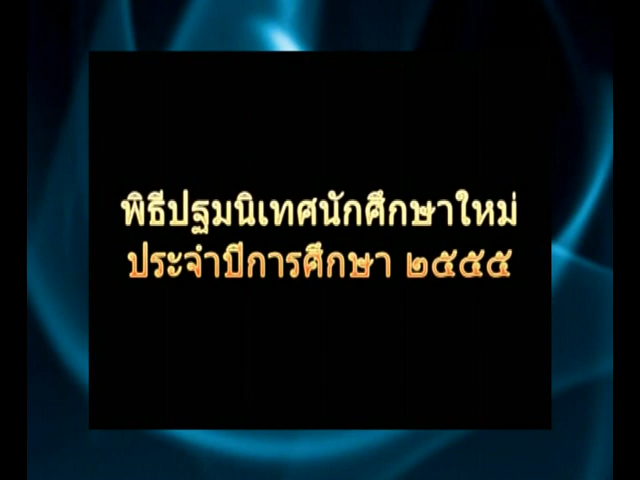 พิธีปฐมนิเทศนักศึกษาใหม่
ประจำปีการศึกษา ๒๕๕๕